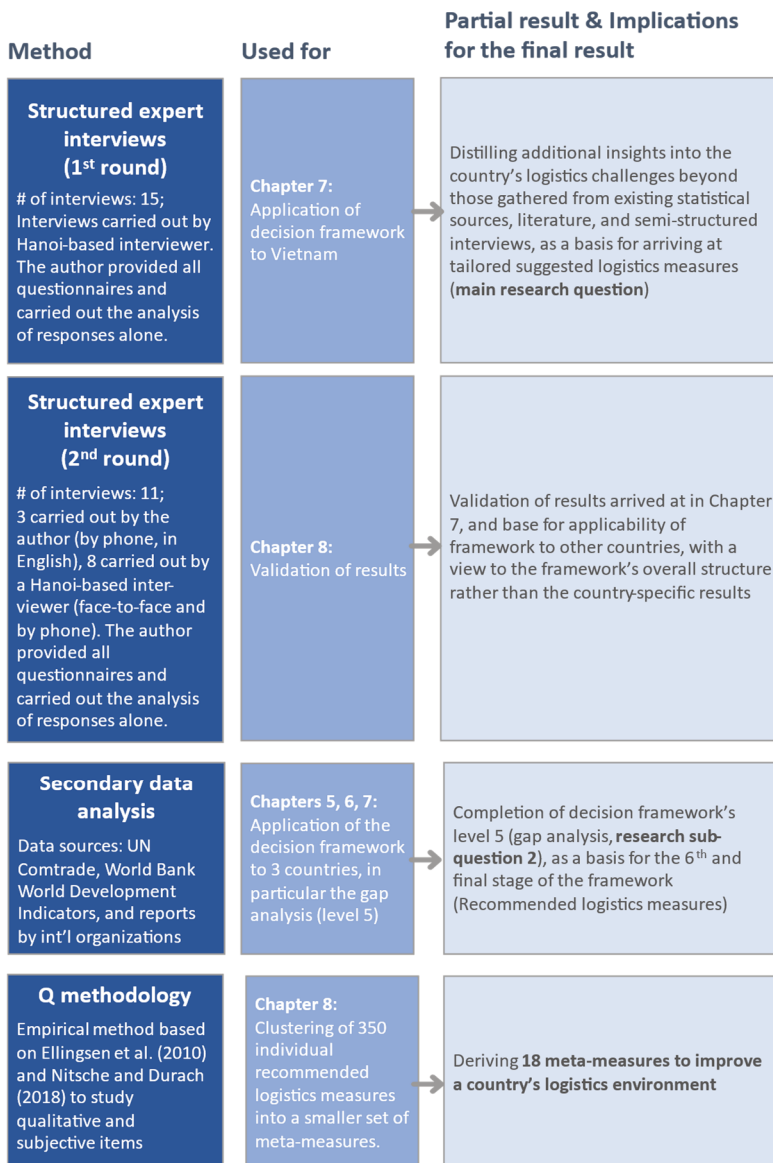 Method
Used for
Partial result & Implications
for the final result
Structured expert
interviews
(1st round)
# of interviews: 15;
Interviews carried out by
Hanoi-based interviewer.
The author provided all
questionnaires and
carried out the analysis
of responses alone.
Chapter 7:
Application of
decision framework
to Vietnam
Distilling additional insights into the
country's logistics challenges beyond
those gathered from existing statistical
sources, literature, and semi-structured
interviews, as a basis for arriving at
tailored suggested logistics measures
(main research question)
Structured expert
interviews
(2nd round)
# of interviews: 11;
3 carried out by the
author (by phone, in
English), 8 carried out by
a Hanoi-based inter-
viewer (face-to-face and
by phone). The author
provided all
questionnaires and
carried out the analysis
of responses alone.
Chapter 8:
Validation of results
Validation of results arrived at in Chapter
7, and base for applicability of
framework to other countries, with a
view to the framework's overall structure
rather than the country-specific results
Secondary data
analysis
Data sources: UN
Comtrade, World Bank
World Development
Indicators, and reports
by int'l organizations
Chapters 5, 6, 7:
Application of the
decision framework
to 3 countries, in
particular the gap
analysis (level 5)
Completion of decision framework's
level 5 (gap analysis, research sub-
question 2), as a basis for the 6th and
final stage of the framework
(Recommended logistics measures)
Q methodology
Empirical method based
on Ellingsen et al. (2010)
and Nitsche and Durach
(2018) to study
qualitative and
subjective items
Chapter 8:
Clustering of 350
individual
recommended
logistics measures
into a smaller set of
meta-measures.
Deriving 18 meta-measures to improve
a country's logistics environment